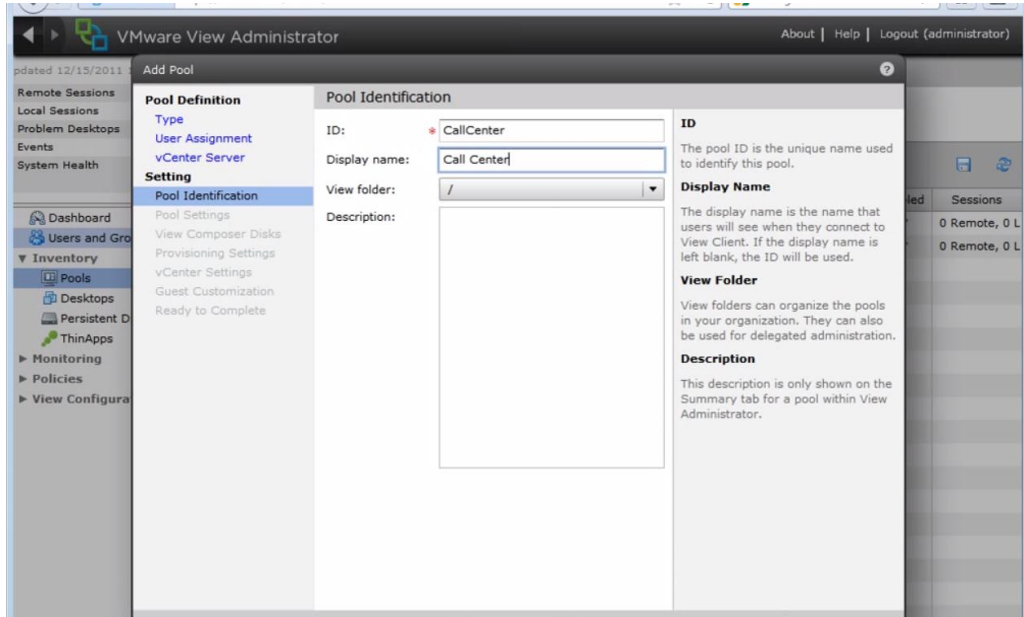 VMware View Administrator
About | Help | Logout (administrator)
pdated 12/15/2011
Remote Sessions
Local Sessions
Problem Desktops
Events
System Health
Dashboard
Users and Gro
Inventory
Pools
Desktops
Persistent D
ThinApps
Monitoring
Policies
View Configura
Add Pool
?
Pool Definition
Type
User Assignment
vCenter Server
Setting
Pool Identification
Pool Settings
View Composer Disks
Provisioning Settings
vCenter Settings
Guest Customization
Ready to Complete
Pool Identification
ID: * CallCenter
Display name: Call Center
View folder: /
Description:
ID
The pool ID is the unique name used
to identify this pool.
Display Name
The display name is the name that
users will see when they connect to
View Client. If the display name is
left blank, the ID will be used.
View Folder
View folders can organize the pools
in your organization. They can also
be used for delegated administration.
Description
This description is only shown on the
Summary tab for a pool within View
Administrator.
led Sessions
0 Remote, 0 L
0 Remote, 0 L